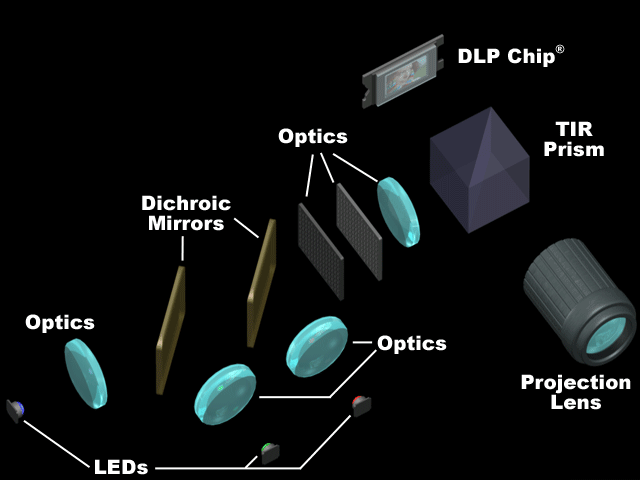 DLP Chip®
TIR
Prism
Optics
Dichroic
Mirrors
Optics
Optics
Projection
Lens
LEDs